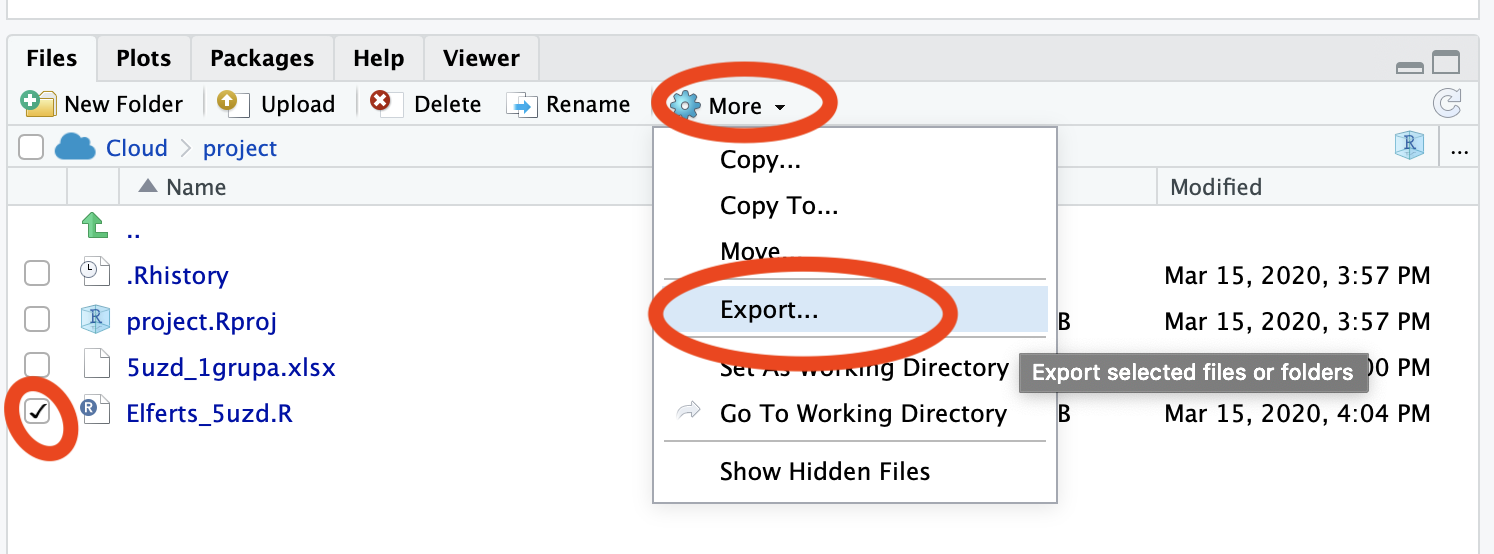 Files Plots Packages Help Viewer
New Folder Upload Delete Rename More
Cloud project R ...
Name Modified
..
.Rhistory Mar 15, 2020, 3:57 PM
R project.Rproj B Mar 15, 2020, 3:57 PM
5uzd_1grupa.xlsx 00 PM
R Elferts_5uzd.R B Mar 15, 2020, 4:04 PM
Copy...
Copy To...
Move...
Export...
Set As Working Directory
Go To Working Directory
Show Hidden Files
Export selected files or folders